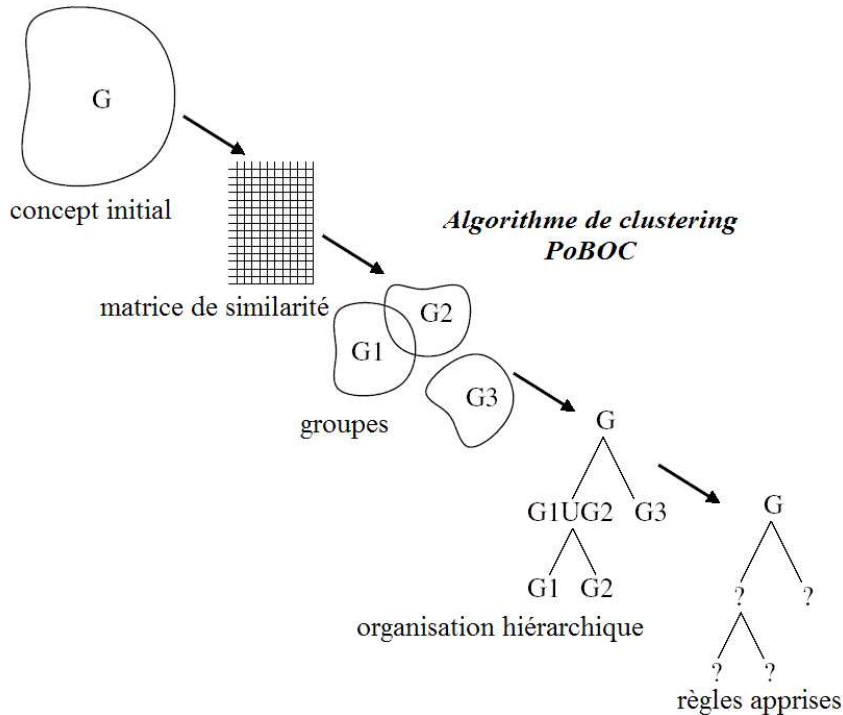 G
concept initial
Algorithme de clustering
PoBOC
matrice de similarité
G2
G1
G3
groupes
G
G1UG2 G3
G1 G2
organisation hiérarchique
G
? ?
? ?
règles apprises